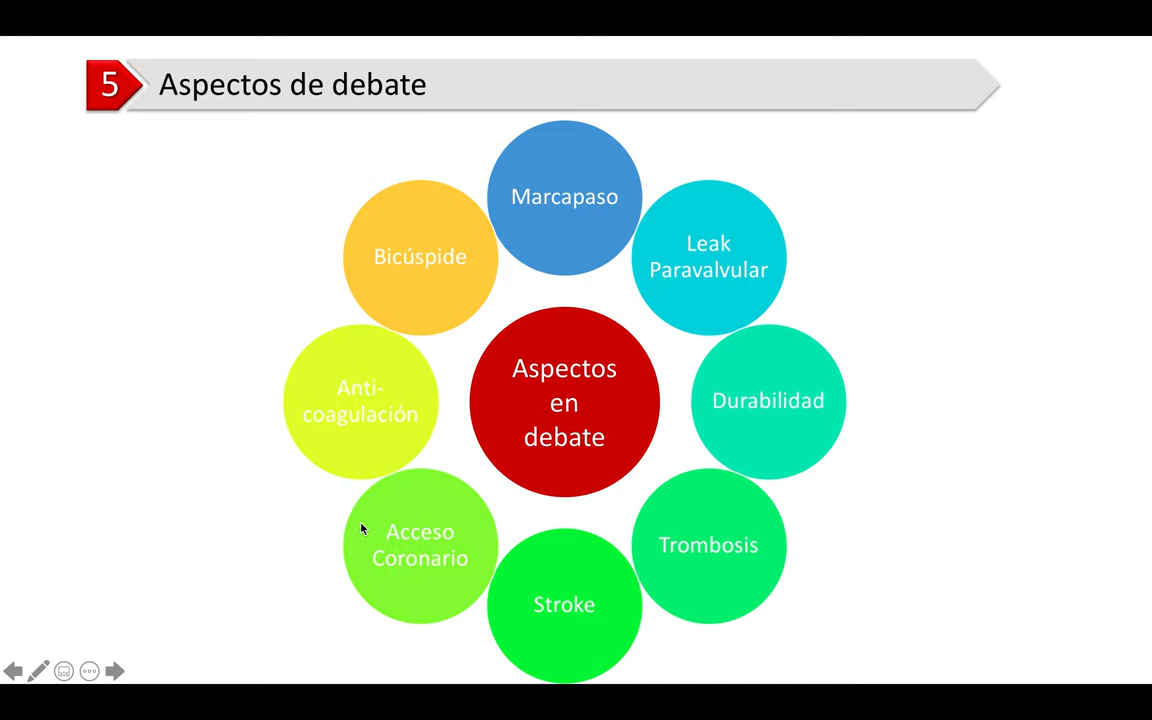 5
Aspectos de debate
Marcapaso
Leak
Paravalvular
Durabilidad
Trombosis
Stroke
Acceso
Coronario
Anti-
coagulación
Bicúspide
Aspectos
en
debate